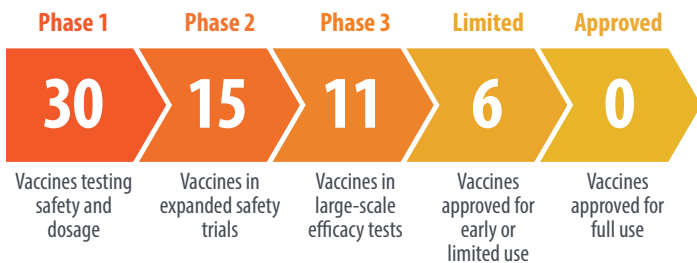 Phase 1
Phase 2
Phase 3
Limited
Approved
30
15
11
6
0
Vaccines testing
safety and
dosage
Vaccines in
expanded safety
trials
Vaccines in
large-scale
efficacy tests
Vaccines
approved for
early or
limited use
Vaccines
approved for
full use